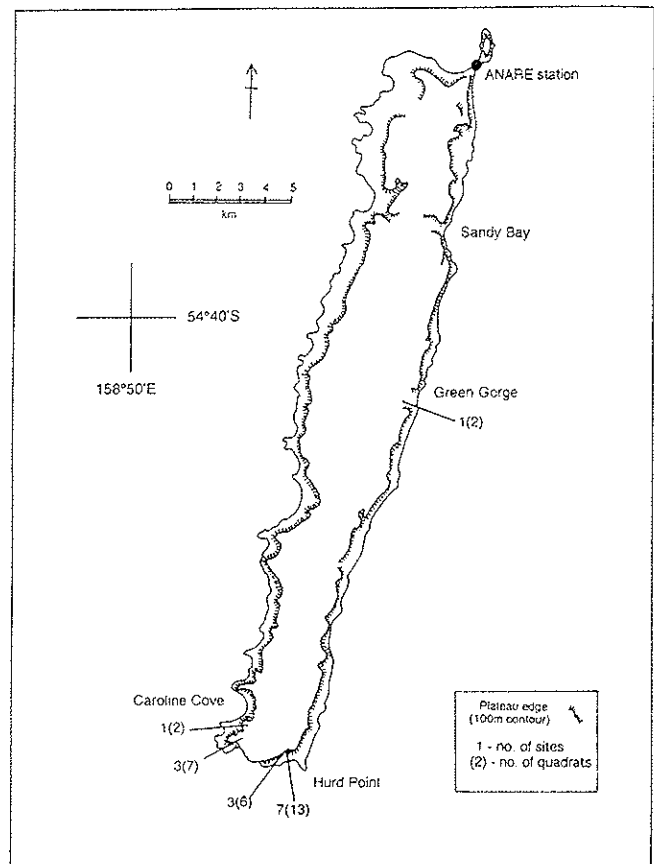 ANARE station
0 1 2 3 4 5
km
Sandy Bay
54°40'S
158°50'E
Green Gorge
1(2)
Caroline Cove
1(2)
3(7)
3(6)
7(13)
Hurd Point
Plateau edge
(100m contour)
1 - no. of sites
(2) - no. of quadrats